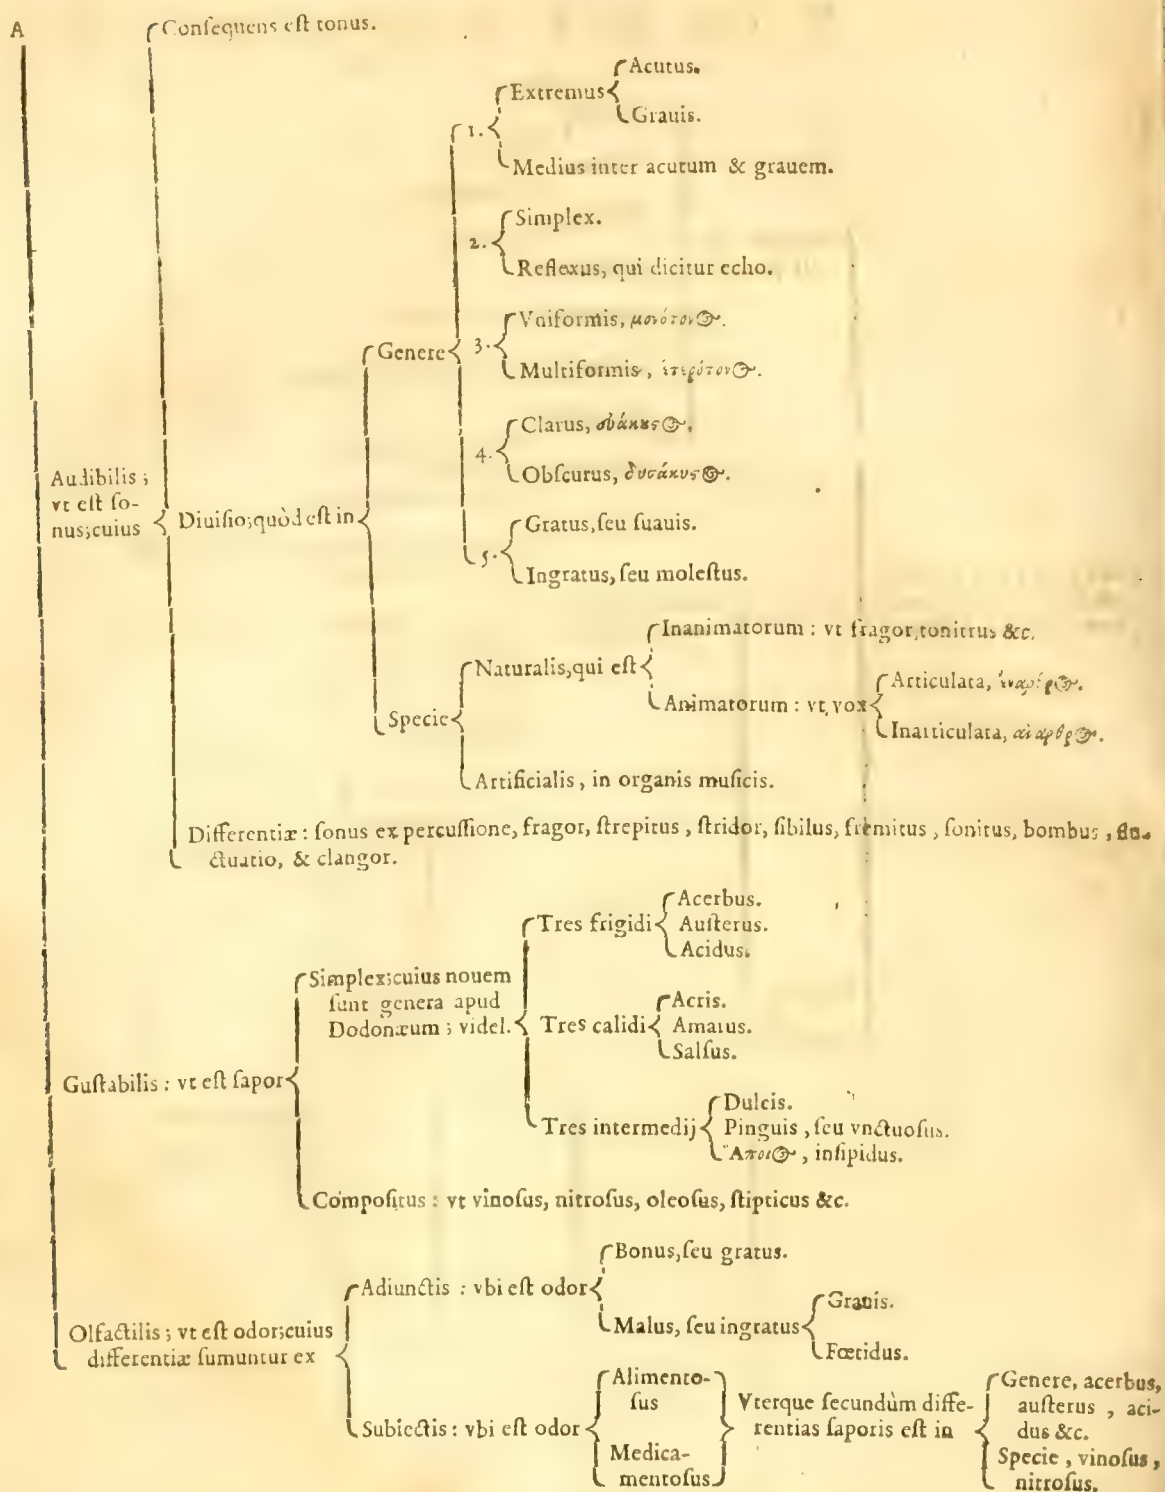 A
Conſequens eſt tonus.
Acutus.
Extremus
Grauis.
1.
Medius inter acutum & grauem.
Simplex.
2.
Reflexus, qui dicitur echo.
Genere
Vniformis, μονότον⊙.
3.
Multiformis,
Clarus,
4.
Obſcurus, δυσάκυς⊙.
Audibilis;
vt eſt ſo-
nus; cuius
Diuiſio; quòd eſt in
Gratus, ſeu ſuauis.
5.
Ingratus, ſeu moleſtus.
Inanimatorum: vt fragor, tonitrus &c.
Naturalis, qui eſt
Articulata,
Animatorum: vt, vox
Inarticulata,
Specie
Artificialis, in organis muſicis.
Differentiæ: ſonus ex percuſſione, fragor, ſtrepitus, ſtridor, ſibilus, fremitus, ſonitus, bombus, flu-
ctuatio, & clangor.
Acerbus.
Tres frigidi
Auſterus.
Acidus.
Simplex; cuius nouem
ſunt genera apud
Dodonæum; videl.
Acris.
Tres calidi
Amarus.
Salſus.
Guſtabilis: vt eſt ſapor
Dulcis.
Tres intermedij
Pinguis, ſeu vnctuoſus.
Ἄποι⊙, inſipidus.
Compoſitus: vt vinoſus, nitroſus, oleoſus, ſtipticus &c.
Bonus, ſeu gratus.
Adiunctis: vbi eſt odor
Grauis.
Malus, ſeu ingratus
Fœtidus.
Olfactilis; vt eſt odor; cuius
differentiæ ſumuntur ex
Alimento-
ſus
Subiectis: vbi eſt odor
Medica-
mentoſus
Vterque ſecundùm diffe-
rentias ſaporis eſt in
Genere, acerbus,
auſterus, aci-
dus &c.
Specie, vinoſus,
nitroſus.